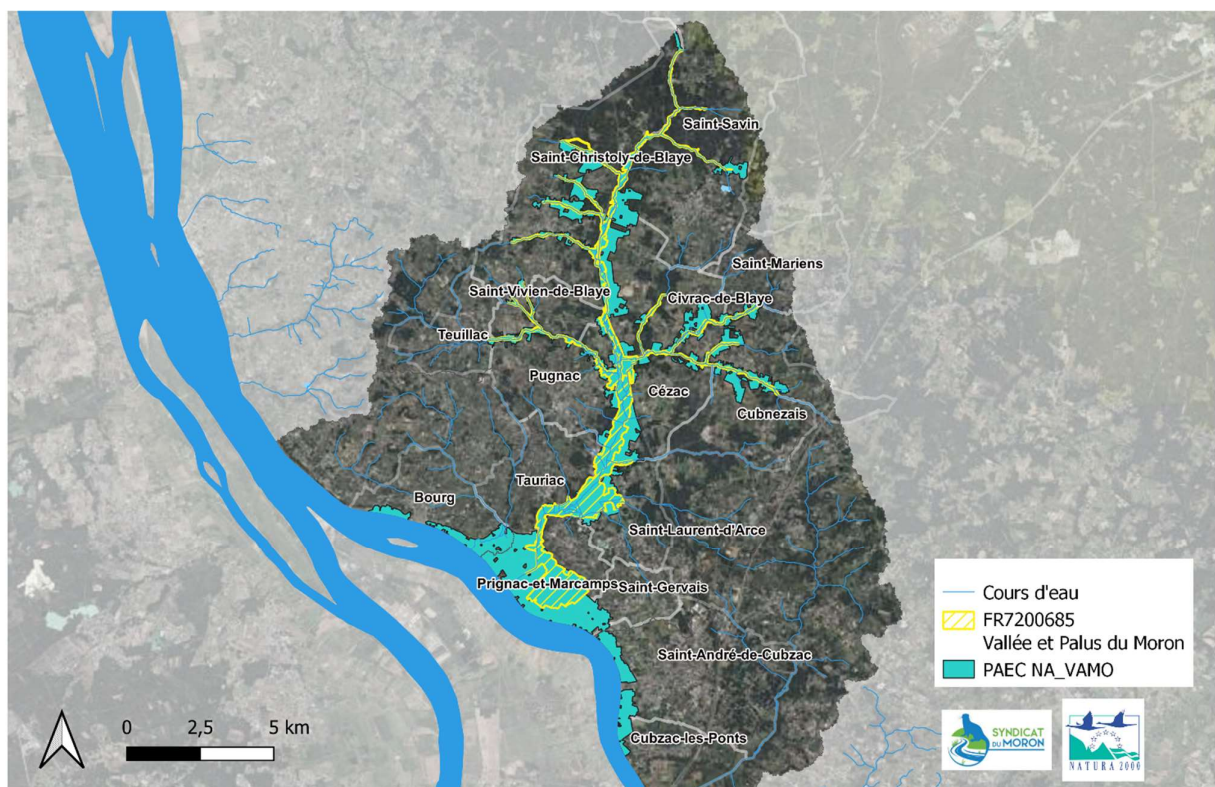 Saint-Savin
Saint-Christoly-de-Blaye
Saint-Mariens
Saint-Vivien-de-Blaye
Civrac-de-Blaye
Teuillac
Pugnac
Cézac
Cubnezais
Tauriac
Bourg
Saint-Laurent-d'Arce
Prignac-et-Marcamps
Saint-Gervais
Saint-André-de-Cubzac
Cubzac-les-Ponts
0 2,5 5 km
Cours d'eau
FR7200685
Vallée et Palus du Moron
PAEC NA_VAMO
SYNDICAT
DU MORON
NATURA 2000